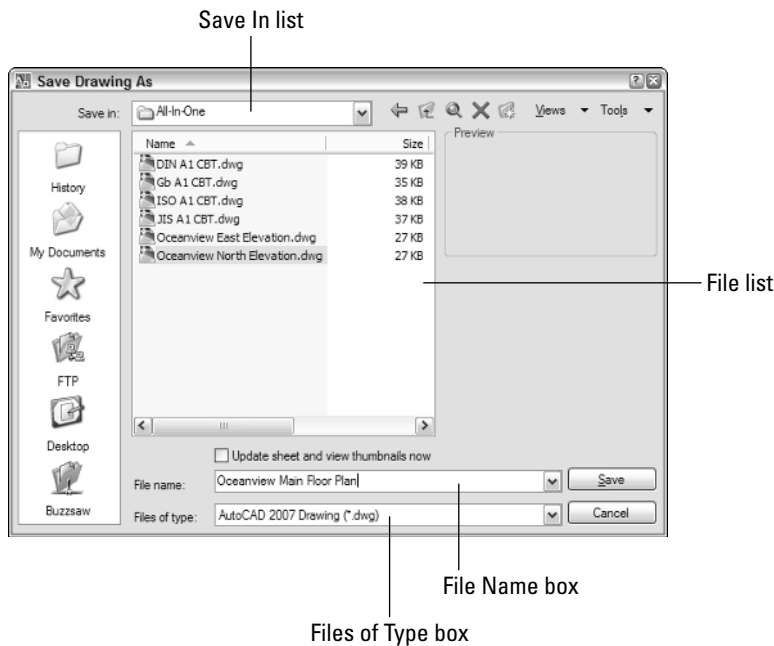 Save In list
Save Drawing As
Save in: All-In-One Views Tools
Name Size Preview
DIN A1 CBT.dwg 39 KB
Gb A1 CBT.dwg 35 KB
ISO A1 CBT.dwg 38 KB
JIS A1 CBT.dwg 37 KB
Oceanview East Elevation.dwg 27 KB
Oceanview North Elevation.dwg 27 KB
History
My Documents
Favorites
FTP
Desktop
Buzzsaw
File list
Update sheet and view thumbnails now
File name: Oceanview Main Floor Plan Save
Files of type: AutoCAD 2007 Drawing (*.dwg) Cancel
File Name box
Files of Type box